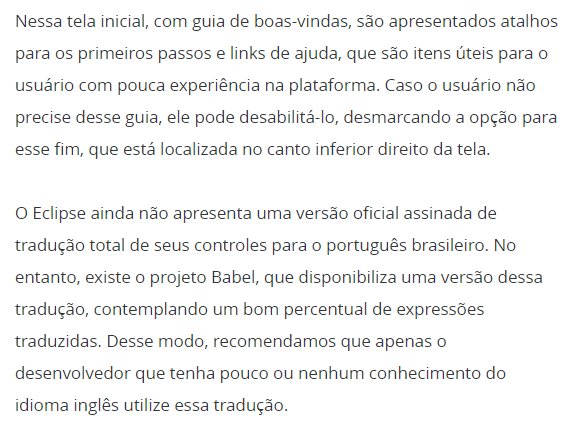 Nessa tela inicial, com guia de boas-vindas, são apresentados atalhos
para os primeiros passos e links de ajuda, que são itens úteis para o
usuário com pouca experiência na plataforma. Caso o usuário não
precise desse guia, ele pode desabilitá-lo, desmarcando a opção para
esse fim, que está localizada no canto inferior direito da tela.
O Eclipse ainda não apresenta uma versão oficial assinada de
tradução total de seus controles para o português brasileiro. No
entanto, existe o projeto Babel, que disponibiliza uma versão dessa
tradução, contemplando um bom percentual de expressões
traduzidas. Desse modo, recomendamos que apenas o
desenvolvedor que tenha pouco ou nenhum conhecimento do
idioma inglês utilize essa tradução.